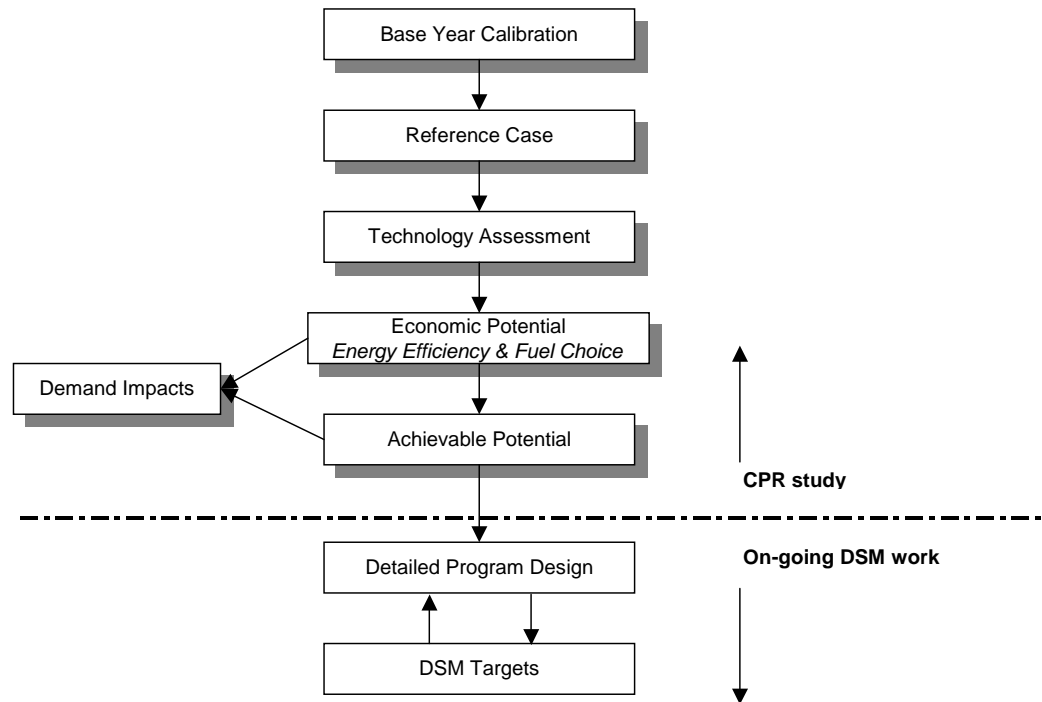 Base Year Calibration
Reference Case
Technology Assessment
Economic Potential
Energy Efficiency & Fuel Choice
Demand Impacts
Achievable Potential
CPR study
Detailed Program Design
On-going DSM work
DSM Targets